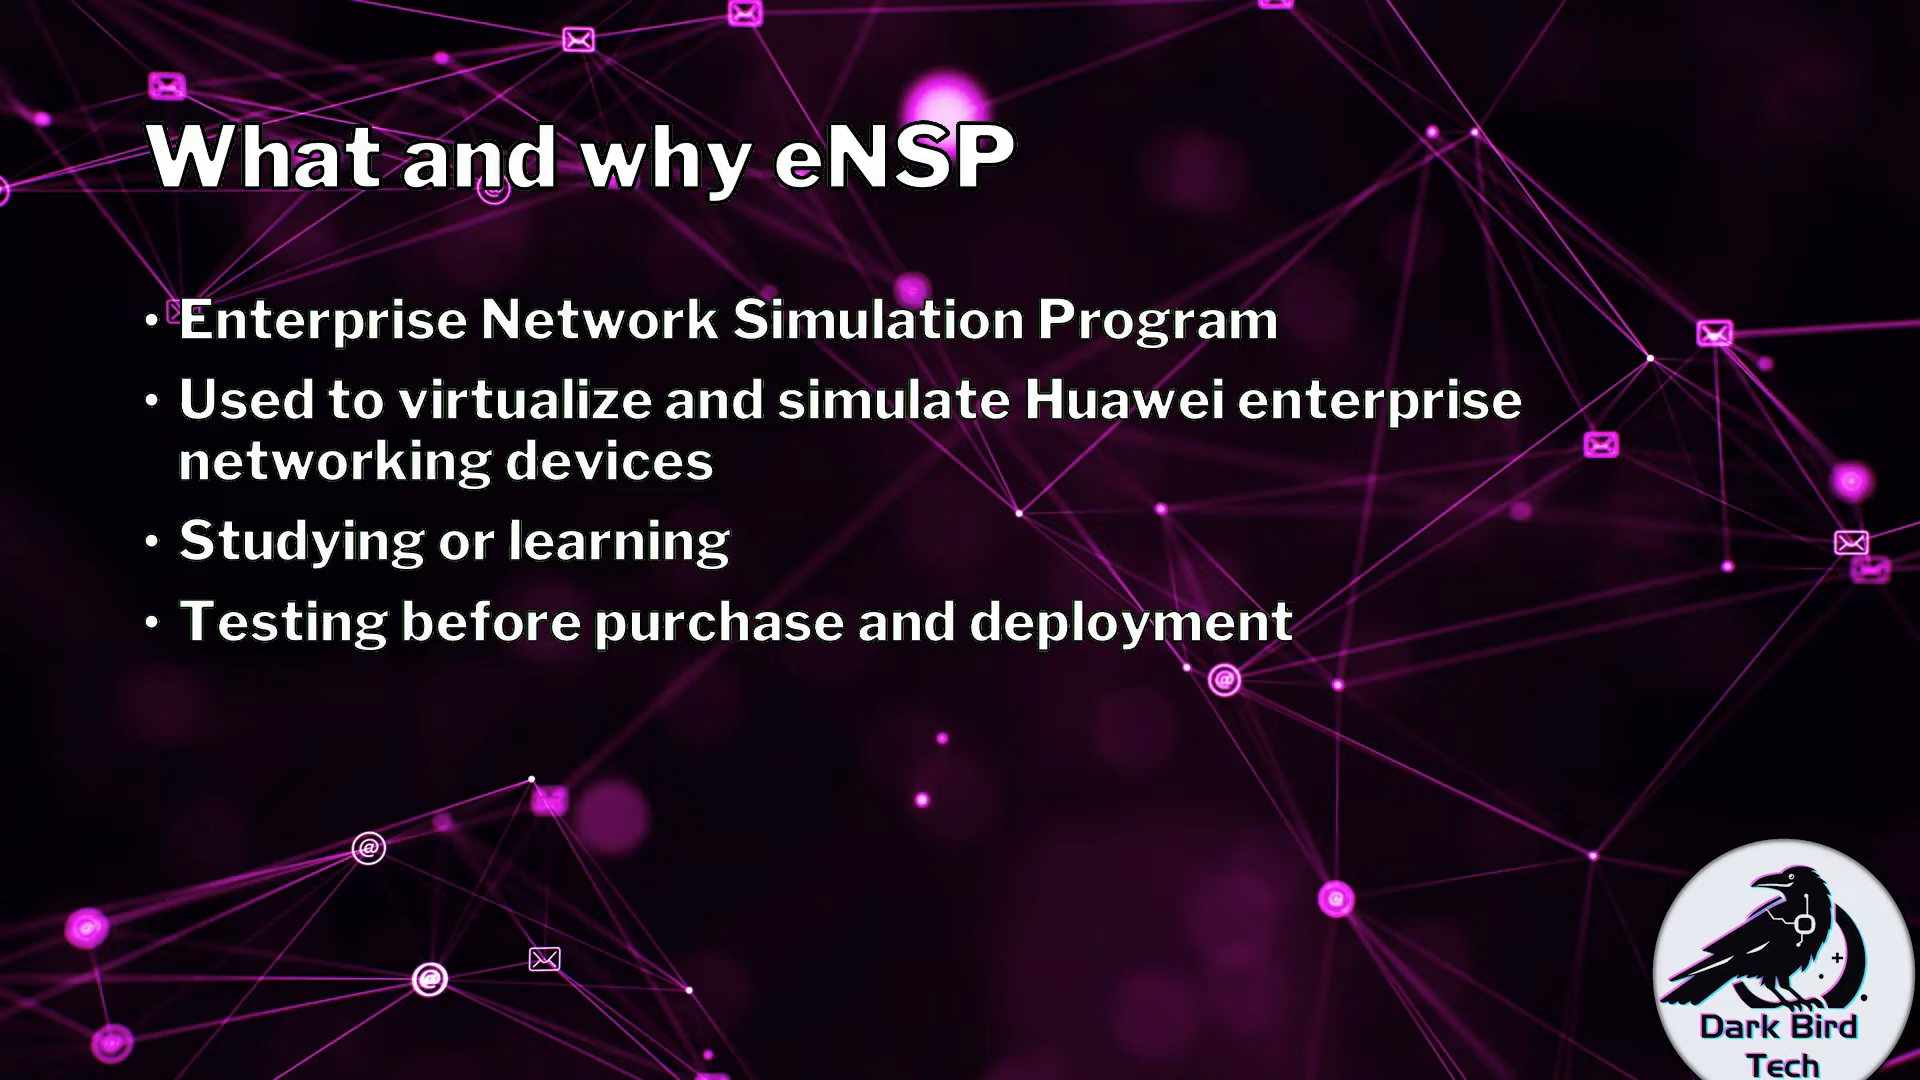 What and why eNSP
• Enterprise Network Simulation Program
• Used to virtualize and simulate Huawei enterprise
networking devices
• Studying or learning
• Testing before purchase and deployment
Dark Bird
Tech